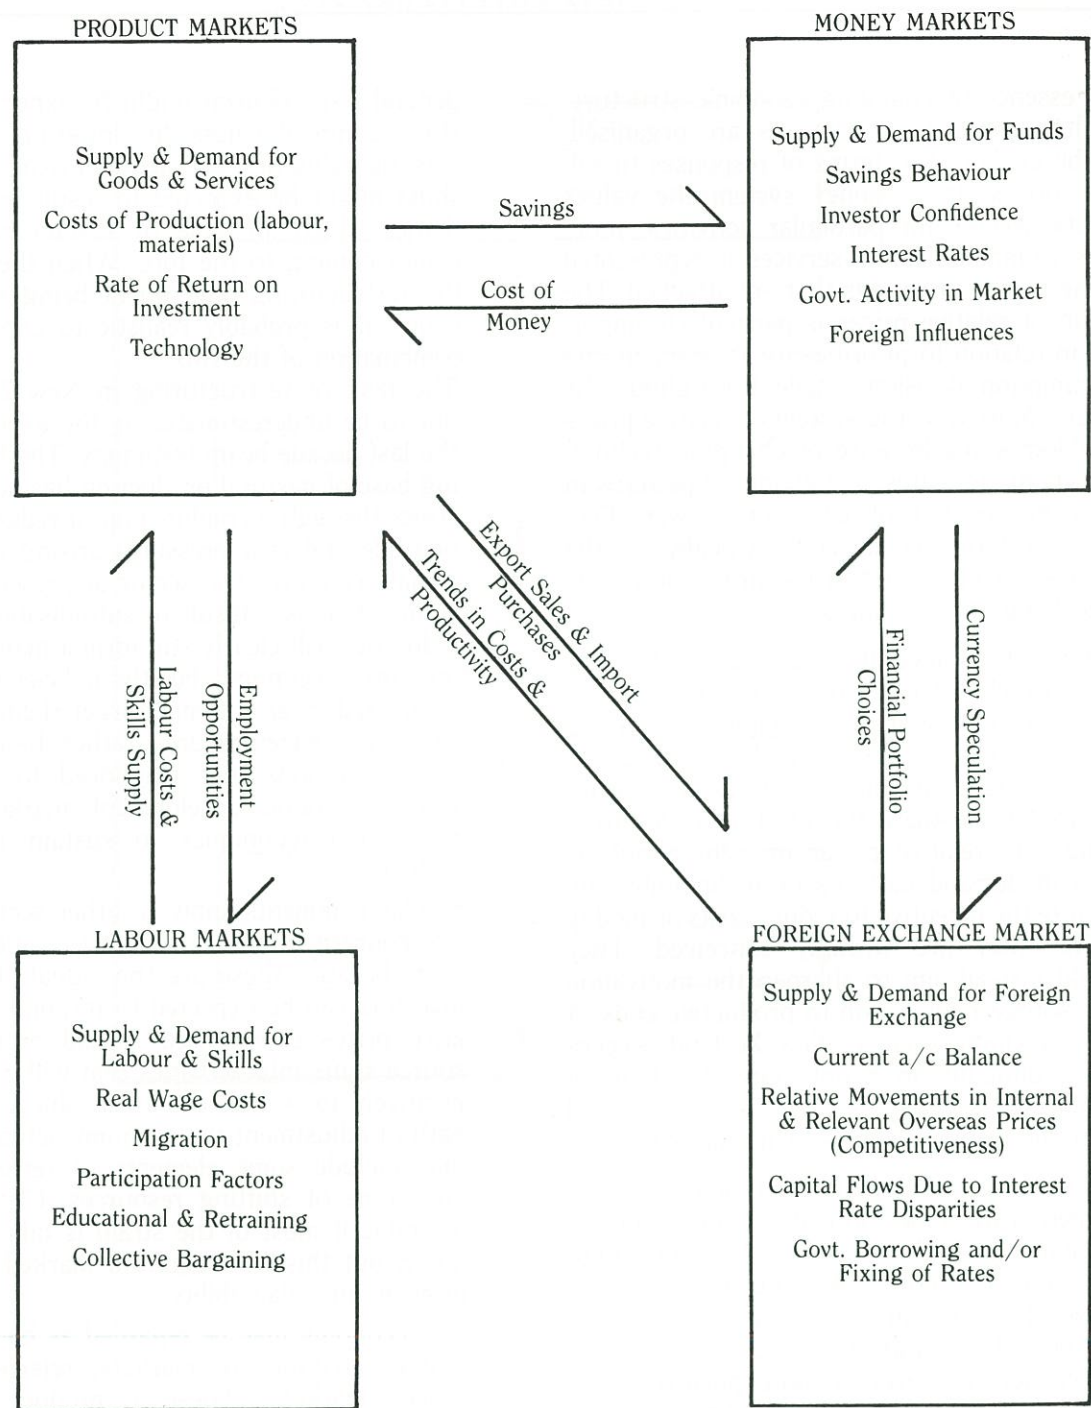 PRODUCT MARKETS
Supply & Demand for
Goods & Services
Costs of Production (labour,
materials)
Rate of Return on
Investment
Technology
MONEY MARKETS
Supply & Demand for Funds
Savings Behaviour
Investor Confidence
Interest Rates
Govt. Activity in Market
Foreign Influences
Savings
Cost of
Money
Labour Costs &
Skills Supply
Employment
Opportunities
Export Sales & Import
Purchases
Trends in Costs &
Productivity
Financial Portfolio
Choices
Currency Speculation
LABOUR MARKETS
Supply & Demand for
Labour & Skills
Real Wage Costs
Migration
Participation Factors
Educational & Retraining
Collective Bargaining
FOREIGN EXCHANGE MARKET
Supply & Demand for Foreign
Exchange
Current a/c Balance
Relative Movements in Internal
& Relevant Overseas Prices
(Competitiveness)
Capital Flows Due to Interest
Rate Disparities
Govt. Borrowing and/or
Fixing of Rates